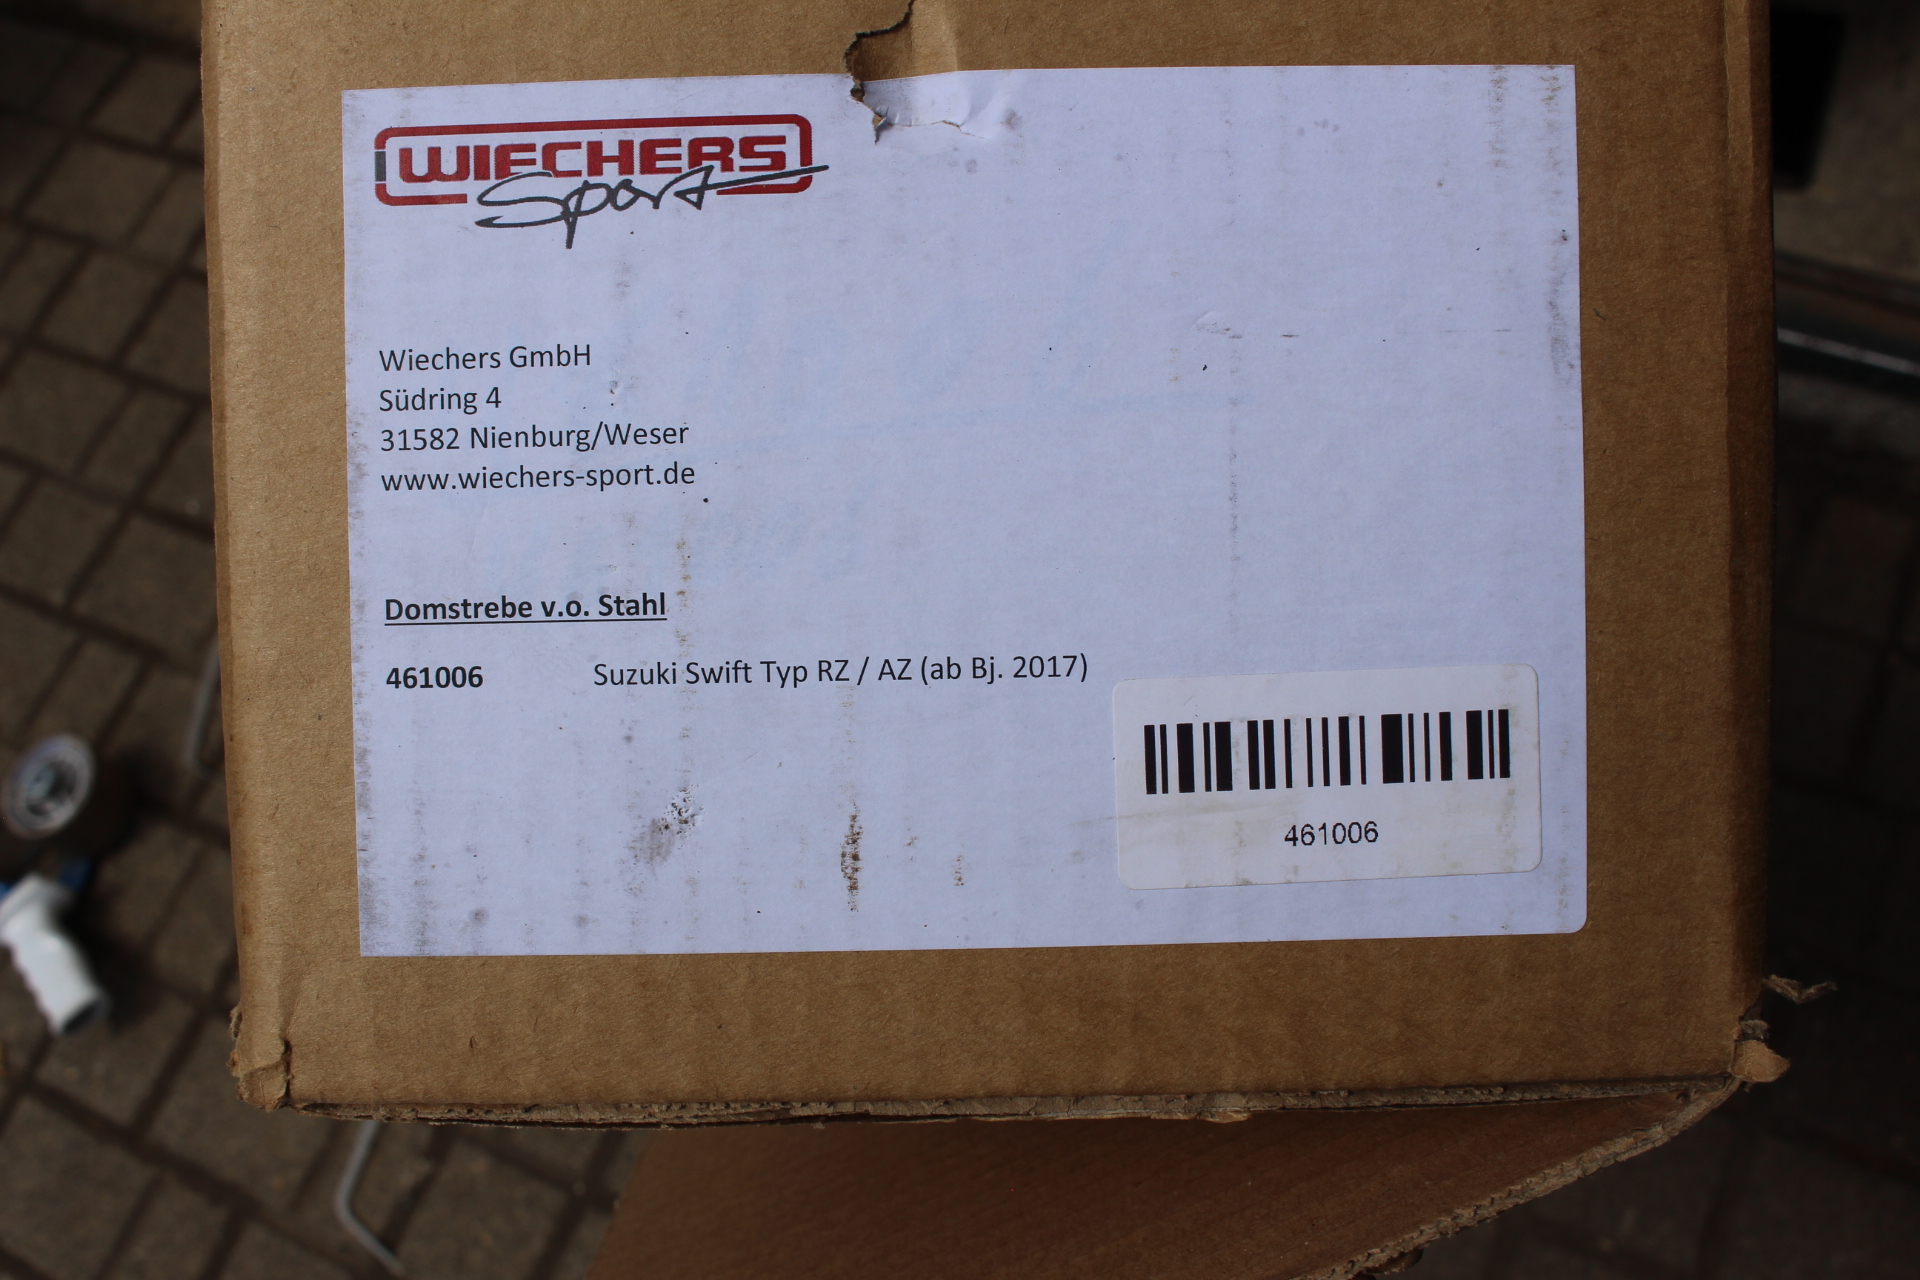 WIECHERS
Sport
Wiechers GmbH
Südring 4
31582 Nienburg/Weser
www.wiechers-sport.de
Domstrebe v.o. Stahl
461006 Suzuki Swift Typ RZ / AZ (ab Bj. 2017)
461006